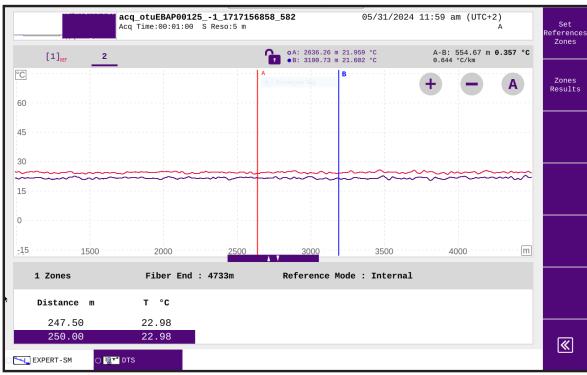 acq_otuEBAP00125_-1_1717156858_582
05/31/2024 11:59 am (UTC+2)
Acq Time:00:01:00 S Reso:5 m
A
Set References Zones
[1]REF
2
A: 2636.26 m 21.959 °C
B: 3190.73 m 21.602 °C
A-B: 554.67 m 0.357 °C
0.644 °C/km
Zones Results
°C
A
B
+
−
A
60
45
30
15
0
-15
1500
2000
2500
3000
3500
4000
m
1 Zones
Fiber End : 4733m
Reference Mode : Internal
Distance m
T °C
247.50
22.98
250.00
22.98
EXPERT-SM
DTS